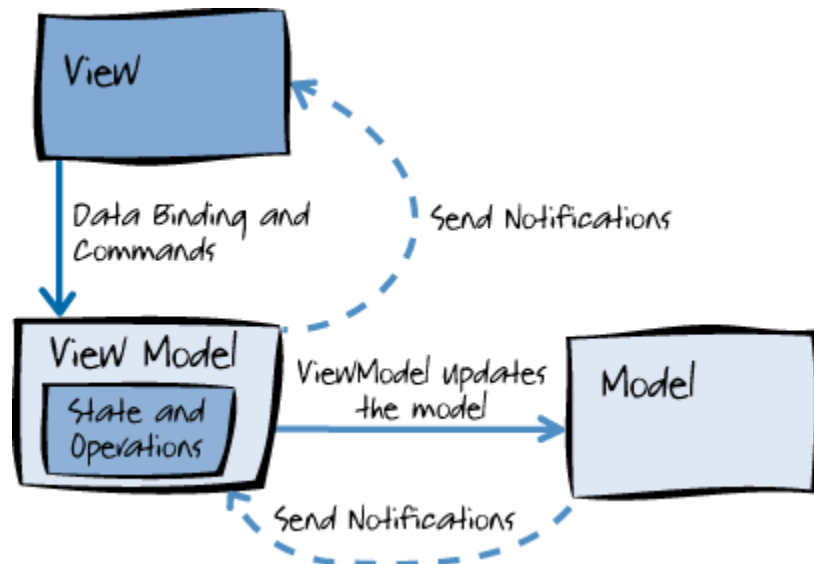 View
Data Binding and
Commands
Send Notifications
View Model
State and
Operations
ViewModel updates
the model
Model
Send Notifications